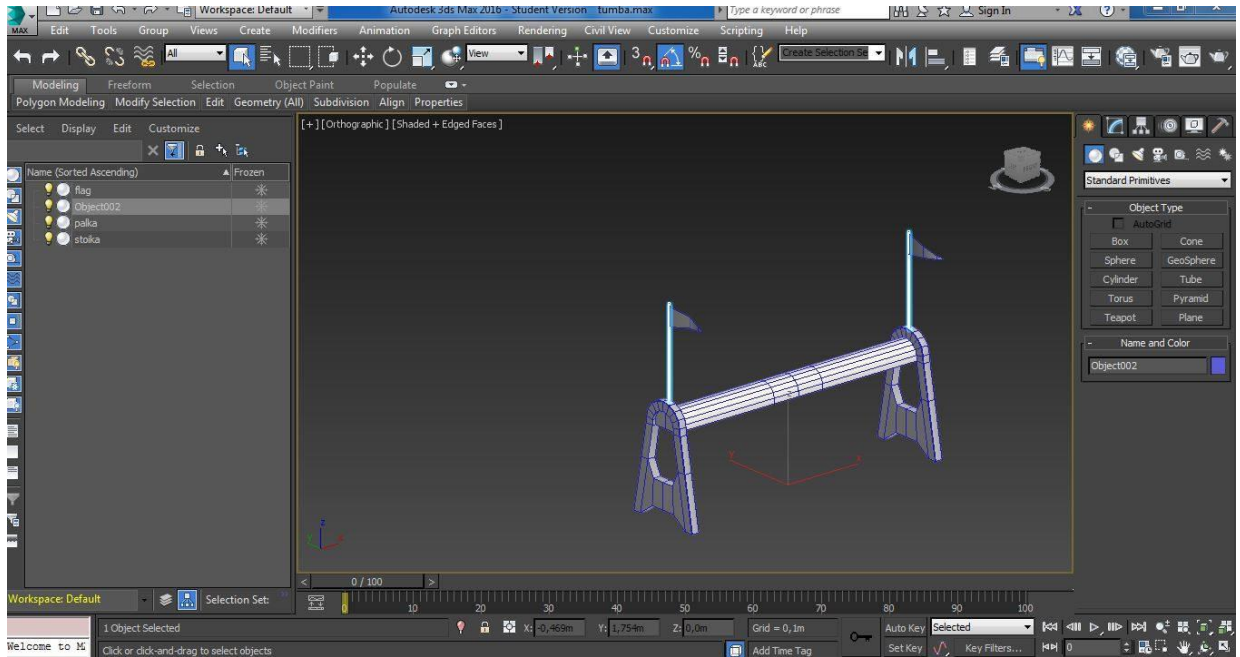 Workspace: Default
Autodesk 3ds Max 2016 - Student Version tumba.max
Type a keyword or phrase
Sign In
MAX
Edit Tools Group Views Create Modifiers Animation Graph Editors Rendering Civil View Customize Scripting Help
All
View
3
Create Selection Se
Modeling Freeform Selection Object Paint Populate
Polygon Modeling Modify Selection Edit Geometry (All) Subdivision Align Properties
Select Display Edit Customize
Name (Sorted Ascending) Frozen
flag
Object002
palka
stoika
[+] [Orthographic] [Shaded + Edged Faces]
y x
z
y x
Standard Primitives
- Object Type
AutoGrid
Box Cone
Sphere GeoSphere
Cylinder Tube
Torus Pyramid
Teapot Plane
- Name and Color
Object002
< 0 / 100 >
Workspace: Default
Selection Set:
0 10 20 30 40 50 60 70 80 90 100
1 Object Selected
X: -0,469m Y: 1,754m Z: 0,0m
Grid = 0,1m
Auto Key Selected
Welcome to M
Click or click-and-drag to select objects
Add Time Tag
Set Key Key Filters...
0